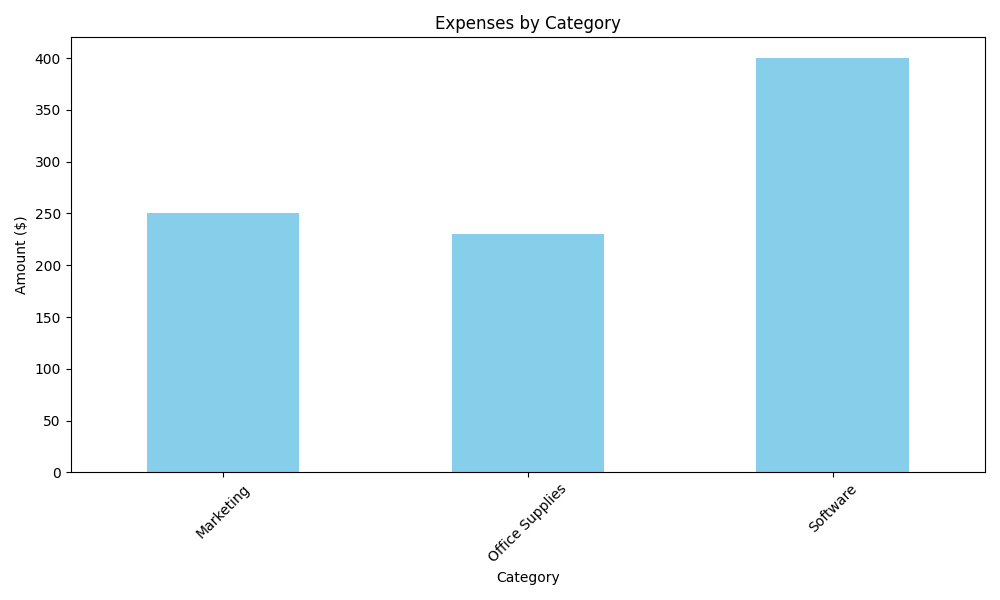 Expenses by Category
Amount ($)
400
350
300
250
200
150
100
50
0
Marketing
Office Supplies
Software
Category